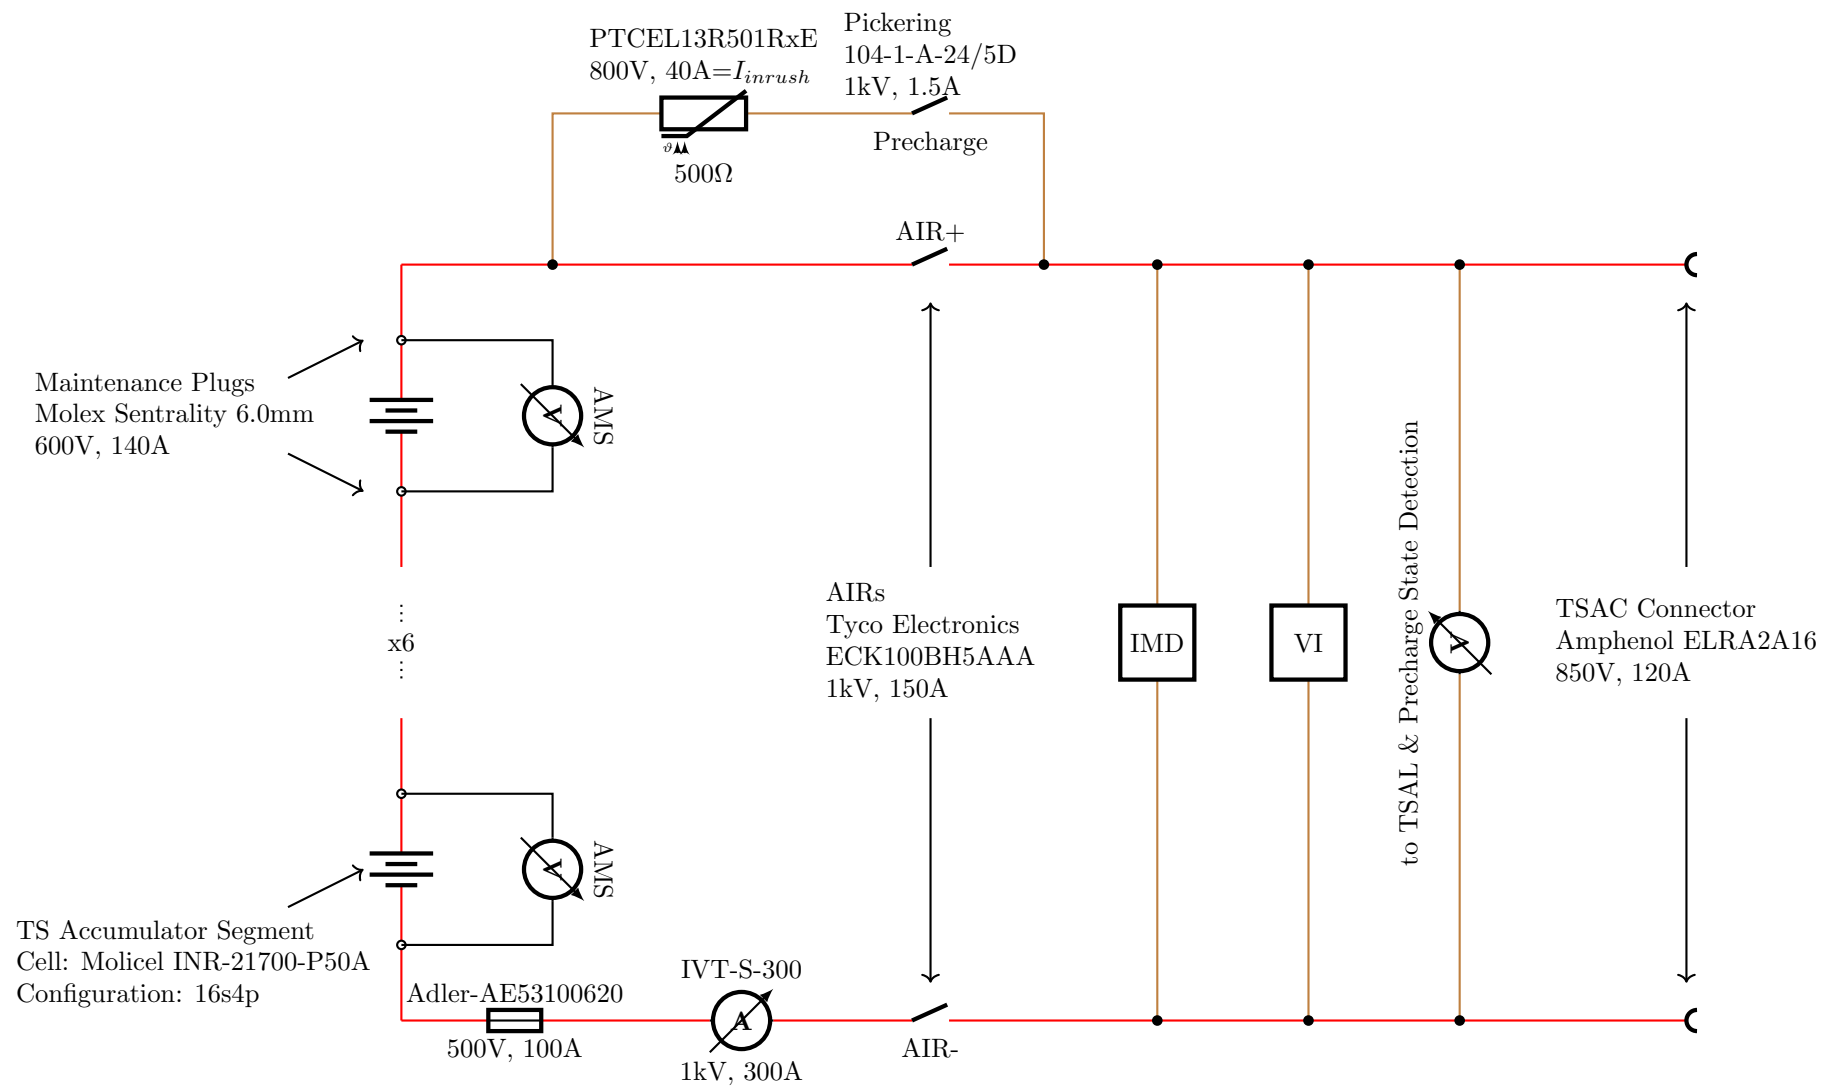 PTCEL13R501RxE
800V, 40A=I_inrush
ϑ
500Ω
Pickering
104-1-A-24/5D
1kV, 1.5A
Precharge
AIR+
Maintenance Plugs
Molex Sentrality 6.0mm
600V, 140A
V
AMS
⋮
x6
⋮
AIRs
Tyco Electronics
ECK100BH5AAA
1kV, 150A
IMD
VI
to TSAL & Precharge State Detection
V
TSAC Connector
Amphenol ELRA2A16
850V, 120A
V
AMS
TS Accumulator Segment
Cell: Molicel INR-21700-P50A
Configuration: 16s4p
Adler-AE53100620
500V, 100A
IVT-S-300
A
1kV, 300A
AIR-